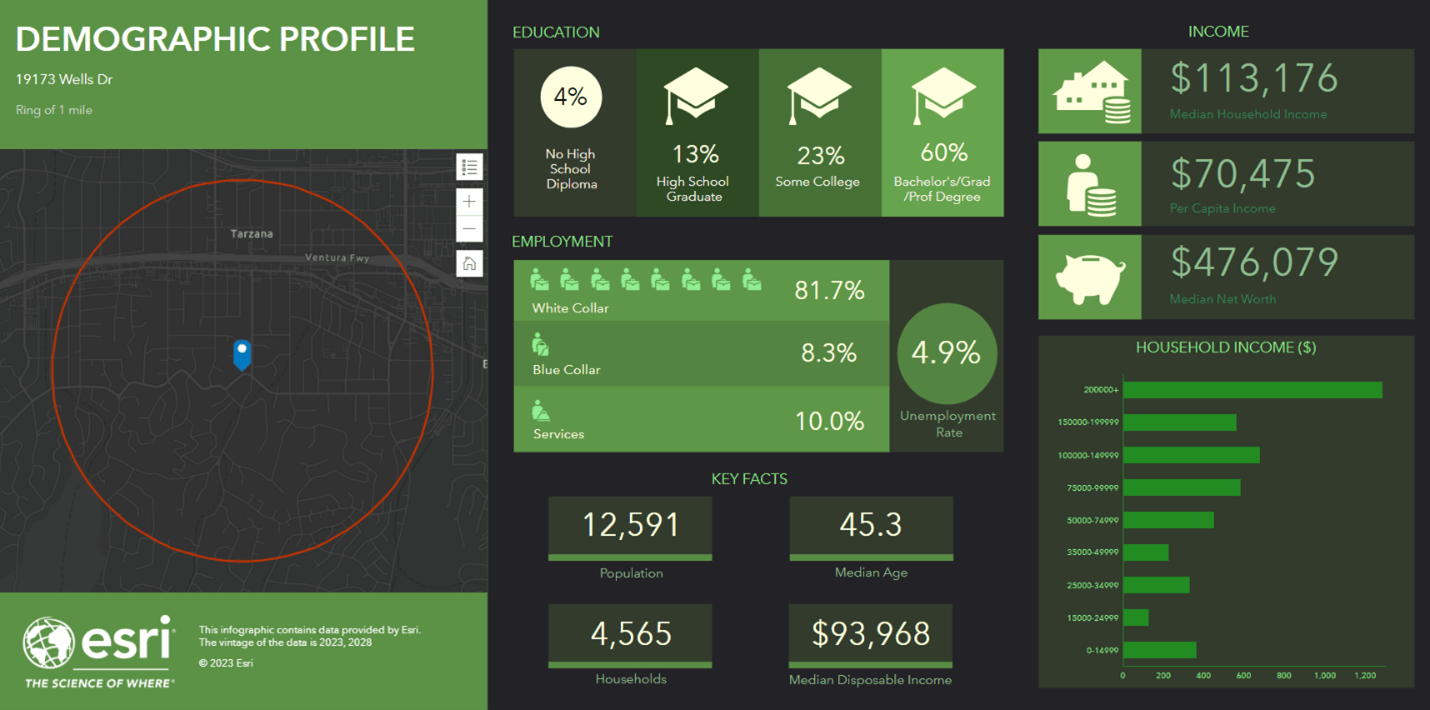 DEMOGRAPHIC PROFILE
19173 Wells Dr
Ring of 1 mile
Tarzana
Ventura Fwy
E
esri
THE SCIENCE OF WHERE®
This infographic contains data provided by Esri.
The vintage of the data is 2023, 2028
© 2023 Esri
EDUCATION
4%
No High
School
Diploma
13%
High School
Graduate
23%
Some College
60%
Bachelor's/Grad
/Prof Degree
EMPLOYMENT
81.7%
White Collar
8.3%
Blue Collar
10.0%
Services
4.9%
Unemployment
Rate
KEY FACTS
12,591
Population
45.3
Median Age
4,565
Households
$93,968
Median Disposable Income
INCOME
$113,176
Median Household Income
$70,475
Per Capita Income
$476,079
Median Net Worth
HOUSEHOLD INCOME ($)
200000+
150000-199999
100000-149999
75000-99999
50000-74999
35000-49999
25000-34999
15000-24999
0-14999
0 200 400 600 800 1,000 1,200